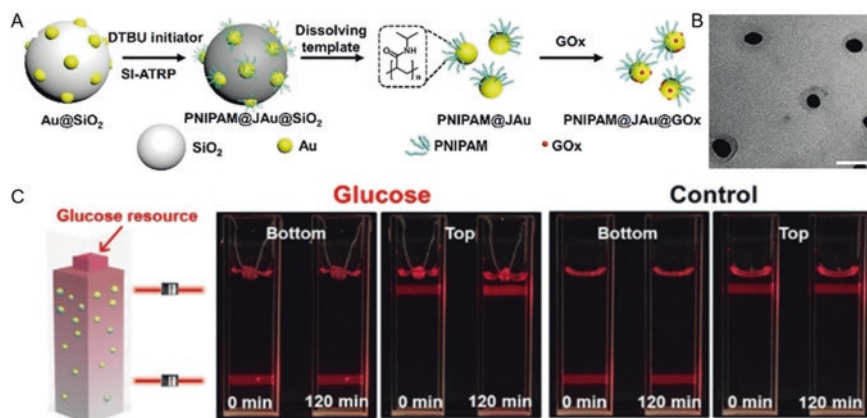 A
DTBU initiator
SI-ATRP
Dissolving
template
GOx
B
Au@SiO₂
PNIPAM@JAu@SiO₂
PNIPAM@JAu
PNIPAM@JAu@GOx
SiO₂
Au
PNIPAM
GOx
C
Glucose resource
Glucose
Control
Bottom
Top
Bottom
Top
0 min
120 min
0 min
120 min
0 min
120 min
0 min
120 min